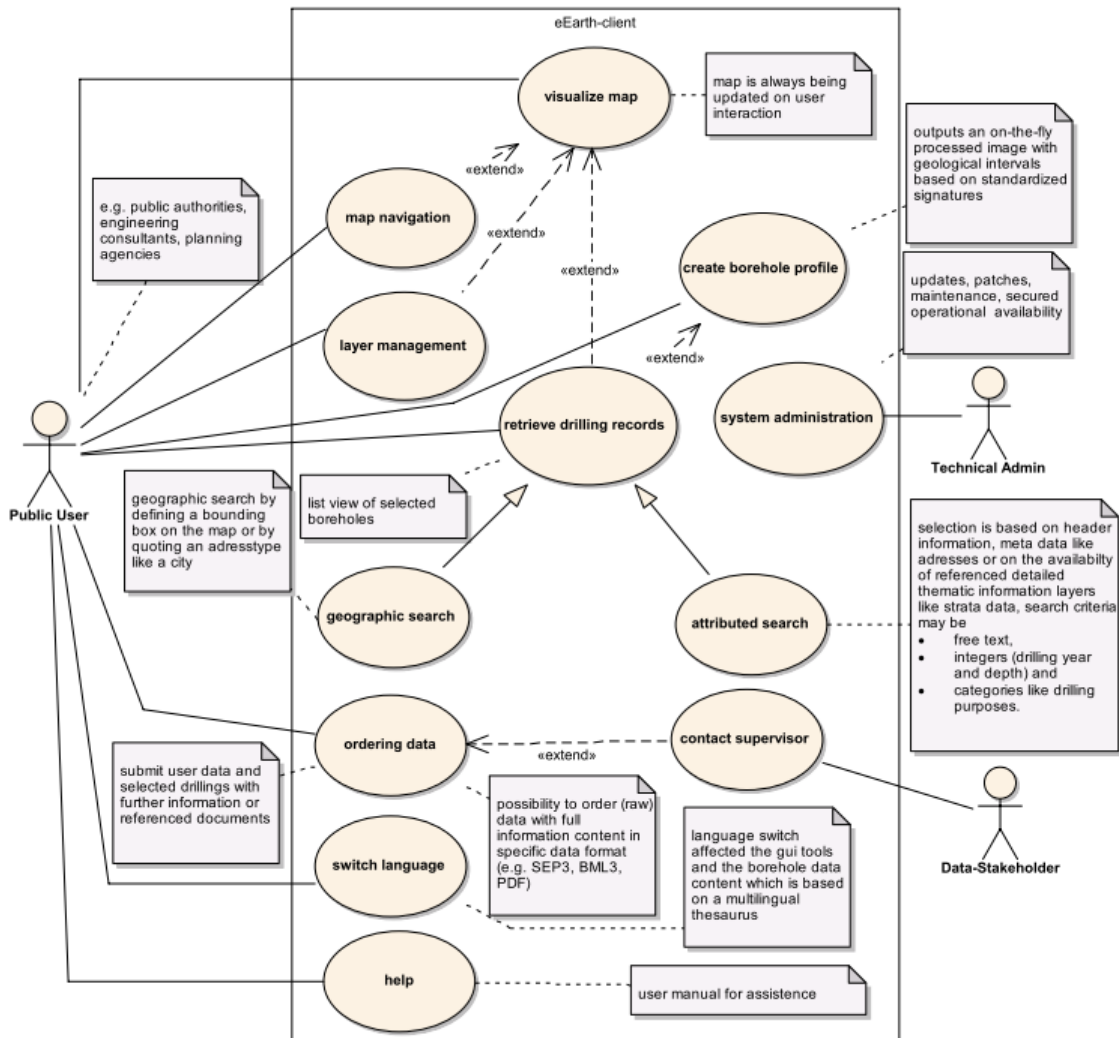 eEarth-client
visualize map
map is always being
updated on user
interaction
outputs an on-the-fly
processed image with
geological intervals
based on standardized
signatures
«extend»
e.g. public authorities,
engineering
consultants, planning
agencies
map navigation
«extend»
create borehole profile
«extend»
updates, patches,
maintenance, secured
operational availability
layer management
«extend»
retrieve drilling records
system administration
Technical Admin
Public User
geographic search by
defining a bounding
box on the map or by
quoting an adresstype
like a city
list view of selected
boreholes
selection is based on header
information, meta data like
adresses or on the availabilty
of referenced detailed
thematic information layers
like strata data, search criteria
may be
• free text,
• integers (drilling year
and depth) and
• categories like drilling
purposes.
geographic search
attributed search
ordering data
«extend»
contact supervisor
submit user data and
selected drillings with
further information or
referenced documents
possibility to order (raw)
data with full
information content in
specific data format
(e.g. SEP3, BML3,
PDF)
language switch
affected the gui tools
and the borehole data
content which is based
on a multilingual
thesaurus
Data-Stakeholder
switch language
help
user manual for assistence